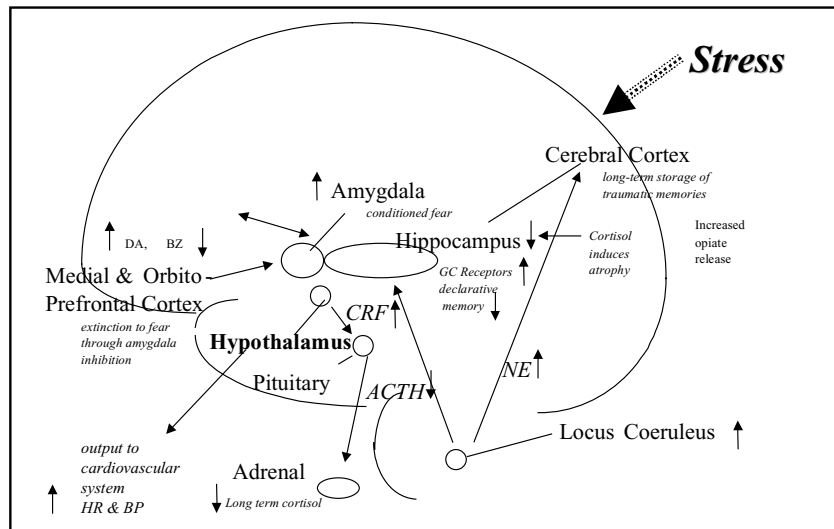 Stress
Cerebral Cortex
long-term storage of
traumatic memories
Amygdala
conditioned fear
DA, BZ
Hippocampus
Cortisol
induces
atrophy
Increased
opiate
release
Medial & Orbito -
Prefrontal Cortex
extinction to fear
through amygdala
inhibition
GC Receptors
declarative
memory
CRF
Hypothalamus
Pituitary
ACTH
NE
Locus Coeruleus
output to
cardiovascular
system
HR & BP
Adrenal
Long term cortisol